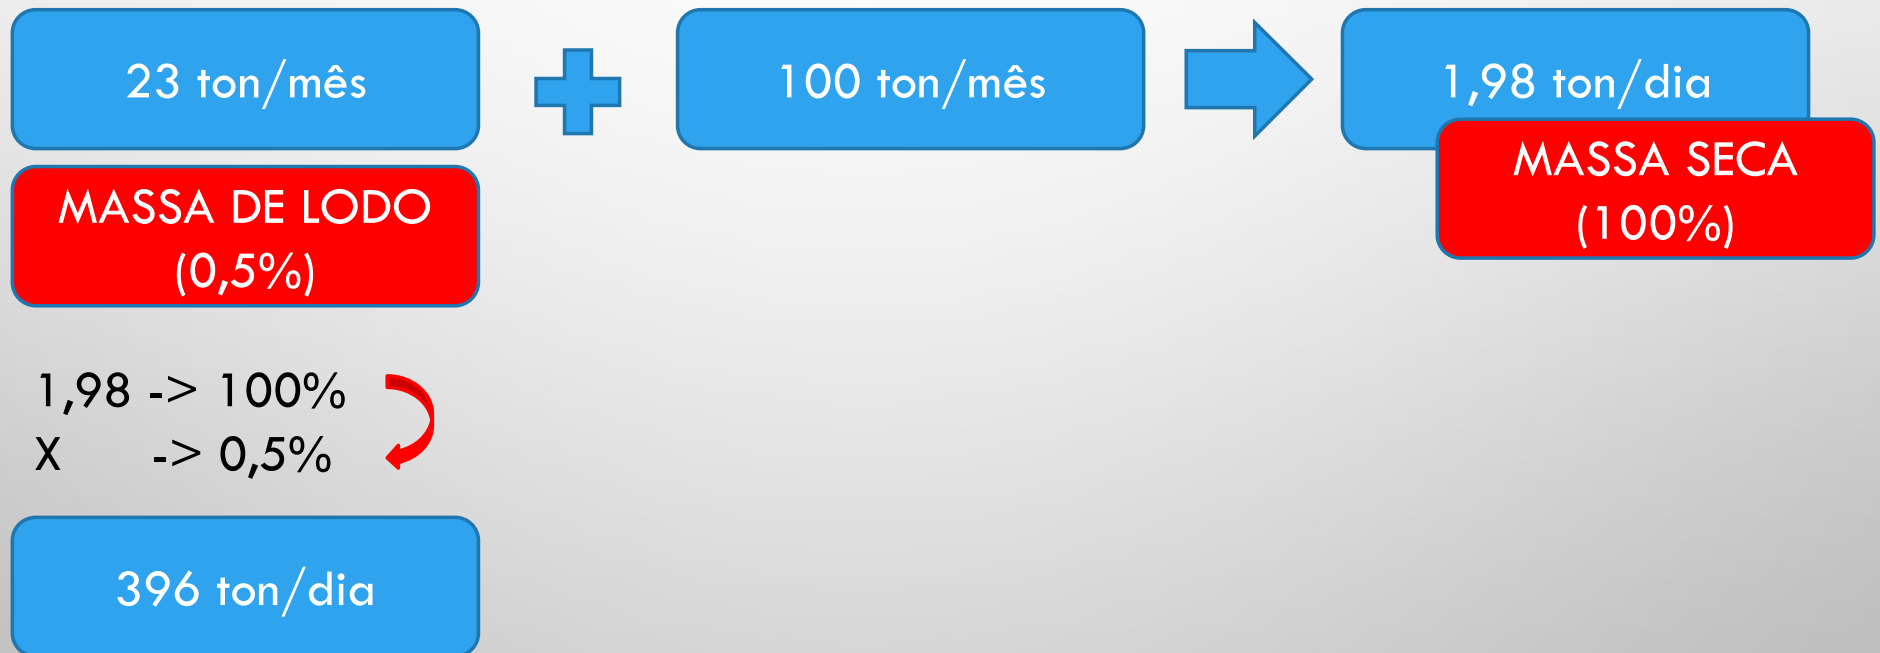 23 ton/mês
100 ton/mês
1,98 ton/dia
MASSA SECA
(100%)
MASSA DE LODO
(0,5%)
1,98 -> 100%
X -> 0,5%
396 ton/dia